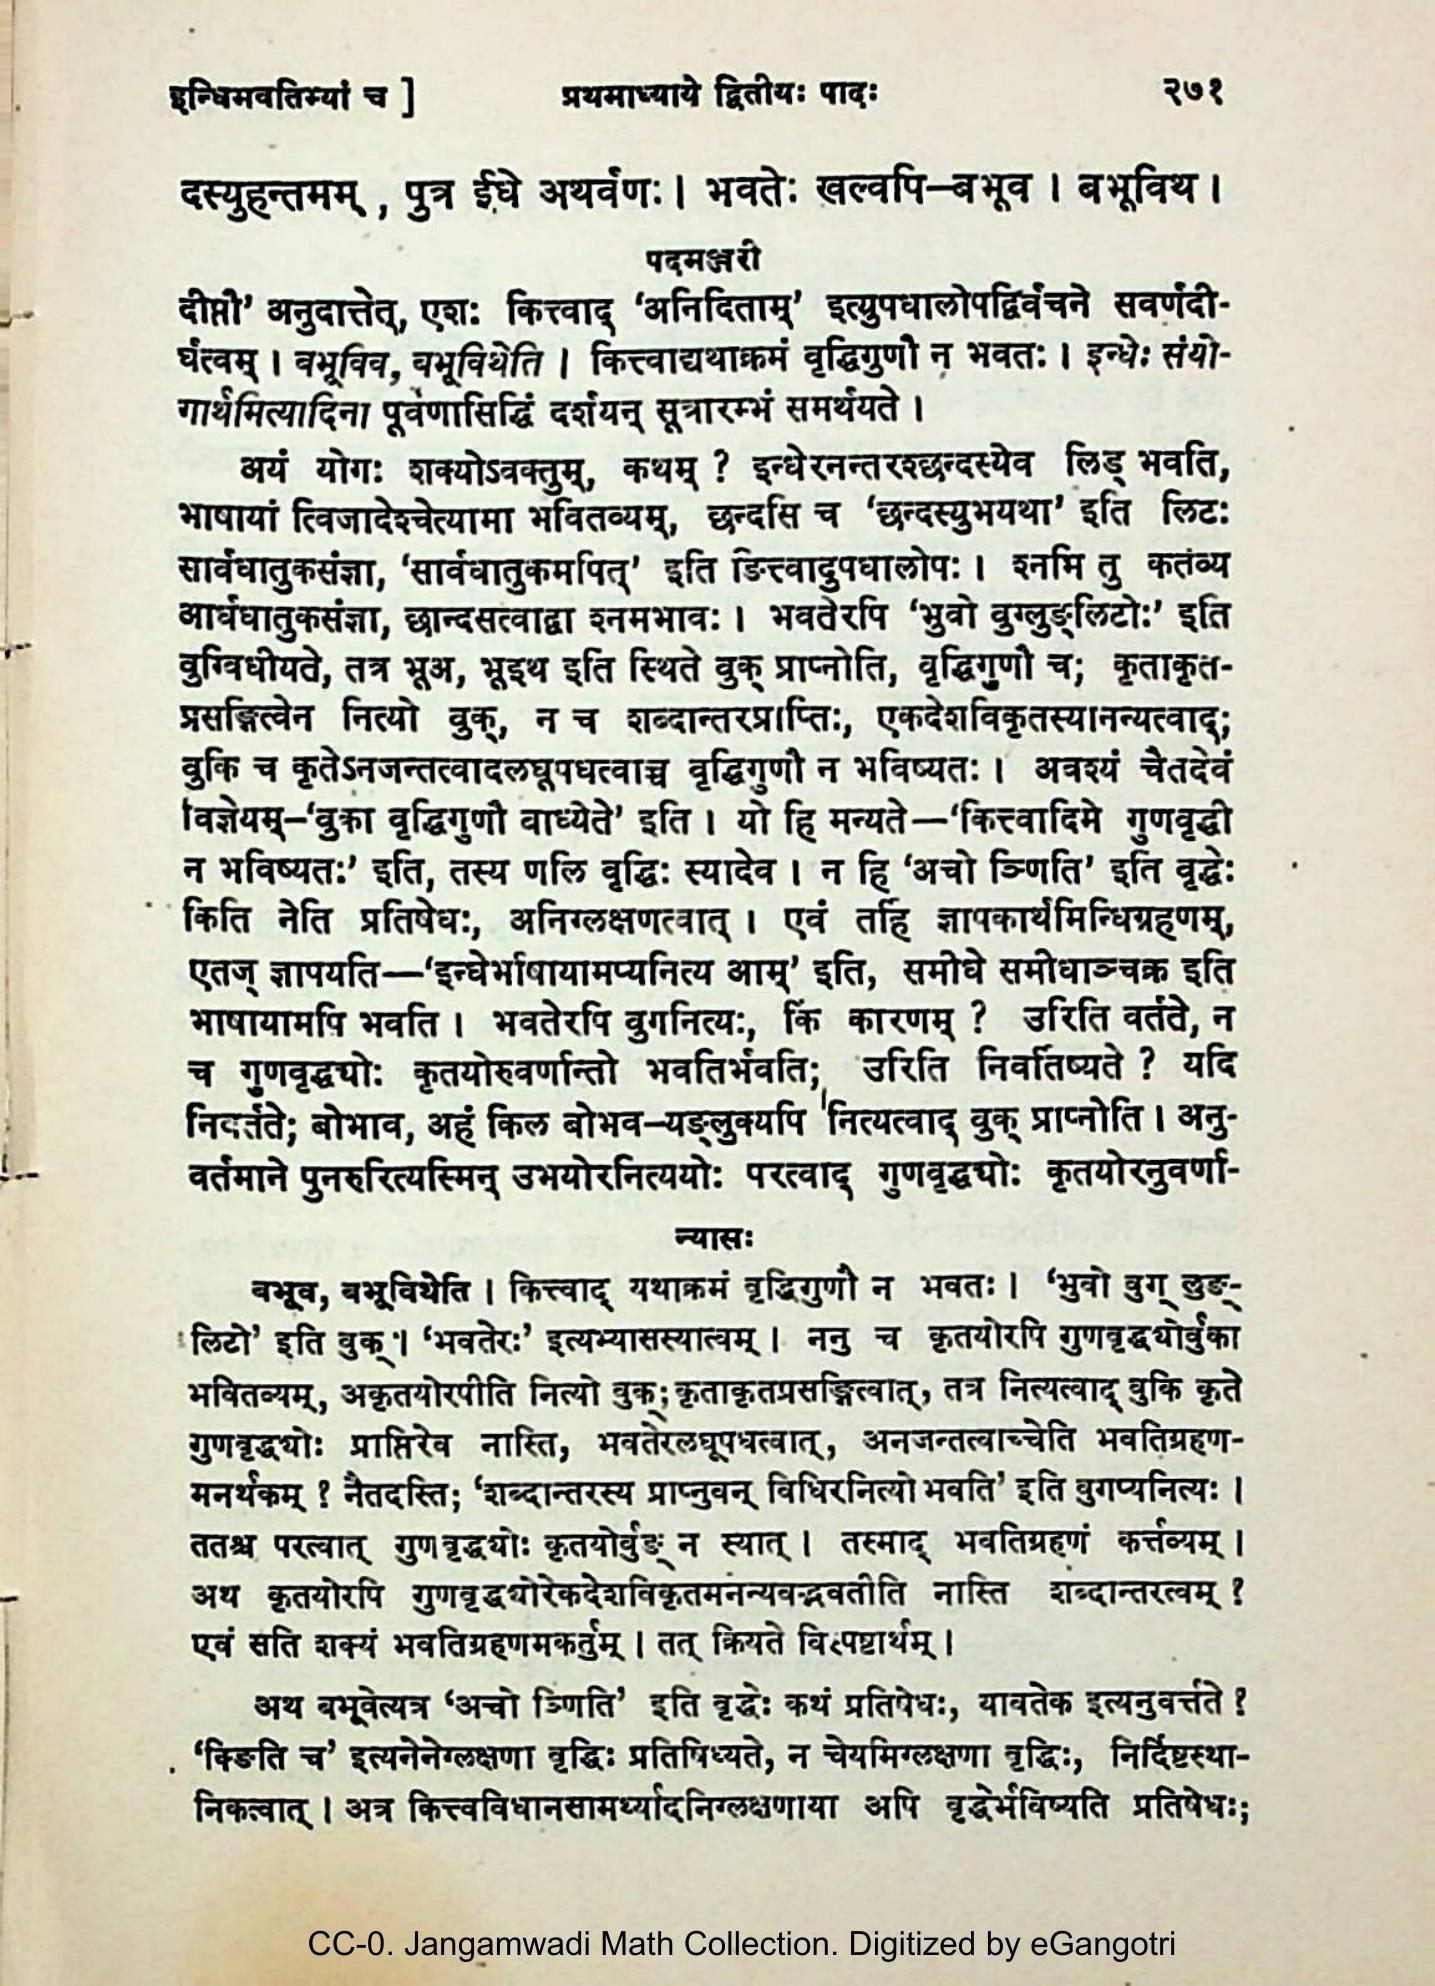 इन्धिभवतिभ्यां च ]
प्रथमाध्याये द्वितीयः पादः
२७१
दस्युहन्तमम् , पुत्र ईधे अथर्वणः । भवतेः खल्वपि—बभूव । बभूविथ ।
पदमञ्जरी
दीप्तौ’ अनुदात्तेत्, एशः कित्त्वाद् ‘अनिदिताम्’ इत्युपधालोपद्विर्वचने सवर्णदी-
र्घत्वम् । बभूविव, बभूविथेति । कित्त्वाद्यथाक्रमं वृद्धिगुणौ न भवतः । इन्धेः संयो-
गार्थमित्यादिना पूर्वेणासिद्धिं दर्शयन् सूत्रारम्भं समर्थयते ।
अयं योगः शक्योऽवक्तुम्, कथम् ? इन्धेरनन्तरश्छन्दस्येव लिड् भवति,
भाषायां त्विजादेश्चेत्यामा भवितव्यम्, छन्दसि च ‘छन्दस्युभयथा’ इति लिटः
सार्वधातुकसंज्ञा, ‘सार्वधातुकमपित्’ इति ङित्त्वादुपधालोपः । श्नमि तु कर्तव्य
आर्धधातुकसंज्ञा, छान्दसत्वाद्वा श्नमभावः । भवतेरपि ‘भुवो वुग्लुङ्लिटोः’ इति
वुग्विधीयते, तत्र भूअ, भूइथ इति स्थिते वुक् प्राप्नोति, वृद्धिगुणौ च; कृताकृत-
प्रसङ्गित्वेन नित्यो वुक्, न च शब्दान्तरप्राप्तिः, एकदेशविकृतस्यानन्यत्वाद्;
वुकि च कृतेऽनजन्तत्वादलघूपधत्वाच्च वृद्धिगुणौ न भविष्यतः । अवश्यं चैतदेवं
विज्ञेयम्—‘वुका वृद्धिगुणौ बाध्येते’ इति । यो हि मन्यते—‘कित्त्वादिमे गुणवृद्धी
न भविष्यतः’ इति, तस्य णलि वृद्धिः स्यादेव । न हि ‘अचो ञ्णिति’ इति वृद्धेः
किति नेति प्रतिषेधः, अनिग्लक्षणत्वात् । एवं तर्हि ज्ञापकार्थमिन्धिग्रहणम्,
एतज् ज्ञापयति—‘इन्धेर्भाषायामप्यनित्य आम्’ इति, समीधे समीधाञ्चक्र इति
भाषायामपि भवति । भवतेरपि वुगनित्यः, किं कारणम् ? उरिति वर्तते, न
च गुणवृद्ध्योः कृतयोरुवर्णान्तो भवतिर्भवति; उरिति निवर्तिष्यते ? यदि
निवर्तते; बोभाव, अहं किल बोभव—यङ्लुक्यपि नित्यत्वाद् वुक् प्राप्नोति । अनु-
वर्तमाने पुनरुरित्यस्मिन् उभयोरनित्ययोः परत्वाद् गुणवृद्ध्योः कृतयोरनुवर्णा-
न्यासः
बभूव, बभूविथेति । कित्त्वाद् यथाक्रमं वृद्धिगुणौ न भवतः । ‘भुवो वुग् लुङ्-
लिटो’ इति वुक् । ‘भवतेरः’ इत्यभ्यासस्यात्वम् । ननु च कृतयोरपि गुणवृद्ध्योर्वुका
भवितव्यम्, अकृतयोरपीति नित्यो वुक्; कृताकृतप्रसङ्गित्वात्, तत्र नित्यत्वाद् वुकि कृते
गुणवृद्ध्योः प्राप्तिरेव नास्ति, भवतेरलघूपधत्वात्, अनजन्तत्वाच्चेति भवतिग्रहण-
मनर्थकम् ? नैतदस्ति; ‘शब्दान्तरस्य प्राप्नुवन् विधिरनित्यो भवति’ इति वुगप्यनित्यः ।
ततश्च परत्वात् गुणवृद्ध्योः कृतयोर्वुङ् न स्यात् । तस्माद् भवतिग्रहणं कर्त्तव्यम् ।
अथ कृतयोरपि गुणवृद्ध्योरेकदेशविकृतमनन्यवद्भवतीति नास्ति शब्दान्तरत्वम् ?
एवं सति शक्यं भवतिग्रहणमकर्तुम् । तत् क्रियते विस्पष्टार्थम् ।
अथ बभूवेत्यत्र ‘अचो ञ्णिति’ इति वृद्धेः कथं प्रतिषेधः, यावतेक इत्यनुवर्त्तते ?
‘क्ङिति च’ इत्यनेनेग्लक्षणा वृद्धिः प्रतिषिध्यते, न चेयमिग्लक्षणा वृद्धिः, निर्दिष्टस्था-
निकत्वात् । अत्र कित्त्वविधानसामर्थ्यादनिग्लक्षणाया अपि वृद्धेर्भविष्यति प्रतिषेधः;
CC-0. Jangamwadi Math Collection. Digitized by eGangotri